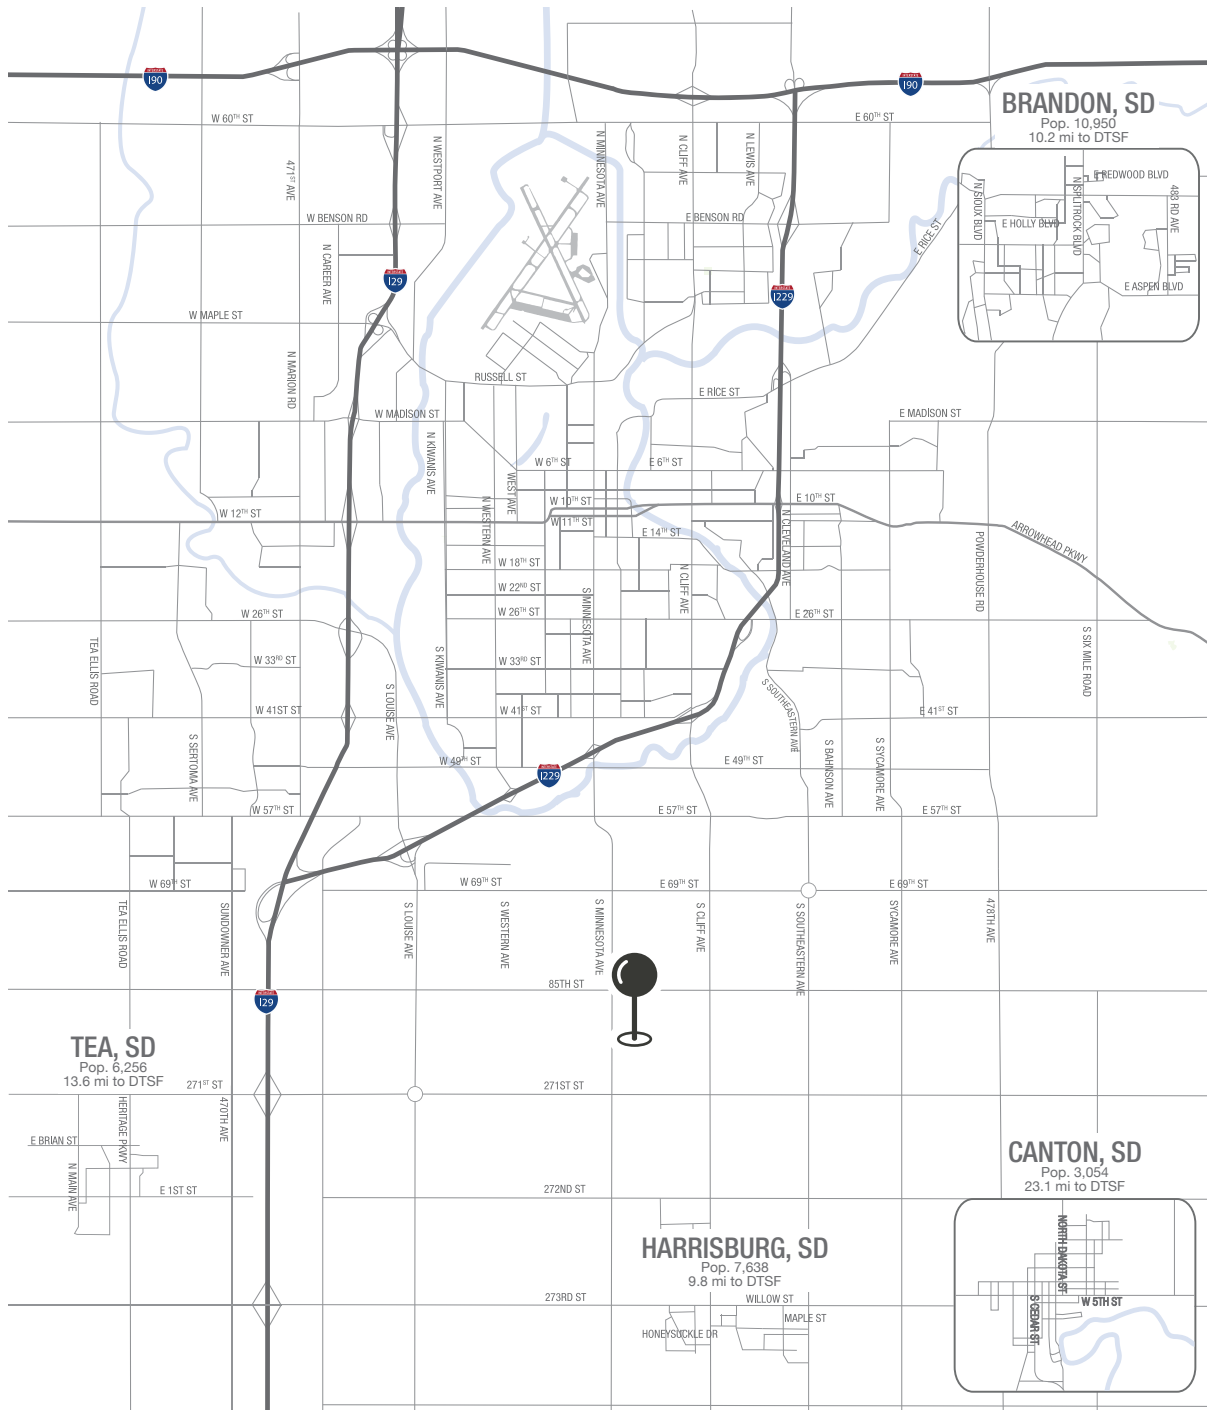 I90
I90
BRANDON, SD
Pop. 10,950
10.2 mi to DTSF
W 60TH ST
E 60TH ST
471ST AVE
N WESTPORT AVE
N MINNESOTA AVE
N CLIFF AVE
N LEWIS AVE
E REDWOOD BLVD
N SIOUX BLVD
N SPLITROCK BLVD
483 RD AVE
E HOLLY BLVD
E ASPEN BLVD
W BENSON RD
E BENSON RD
E RICE ST
N CAREER AVE
I29
I229
W MAPLE ST
N MARION RD
RUSSELL ST
E RICE ST
W MADISON ST
E MADISON ST
N KIWANIS AVE
W 6TH ST
E 6TH ST
WEST AVE
W 10TH ST
E 10TH ST
W 12TH ST
N WESTERN AVE
W 11TH ST
E 14TH ST
N CLEVELAND AVE
ARROWHEAD PKWY
POWDERHOUSE RD
W 18TH ST
N CLIFF AVE
W 22ND ST
S MINNESOTA AVE
W 26TH ST
W 26TH ST
E 26TH ST
TEA ELLIS ROAD
W 33RD ST
S KIWANIS AVE
W 33RD ST
S SIX MILE ROAD
S LOUISE AVE
S SOUTHEASTERN AVE
W 41ST ST
W 41ST ST
E 41ST ST
S SERTOMA AVE
S BAHNSON AVE
S SYCAMORE AVE
W 49TH ST
I229
E 49TH ST
W 57TH ST
E 57TH ST
E 57TH ST
W 69TH ST
W 69TH ST
E 69TH ST
E 69TH ST
TEA ELLIS ROAD
SUNDOWNER AVE
S LOUISE AVE
S WESTERN AVE
S MINNESOTA AVE
S CLIFF AVE
S SOUTHEASTERN AVE
SYCAMORE AVE
478TH AVE
85TH ST
I29
TEA, SD
Pop. 6,256
13.6 mi to DTSF
271ST ST
271ST ST
HERITAGE PKWY
470TH AVE
E BRIAN ST
N MAIN AVE
E 1ST ST
272ND ST
CANTON, SD
Pop. 3,054
23.1 mi to DTSF
NORTH DAKOTA ST
S CEDAR ST
W 5TH ST
HARRISBURG, SD
Pop. 7,638
9.8 mi to DTSF
273RD ST
WILLOW ST
MAPLE ST
HONEYSUCKLE DR